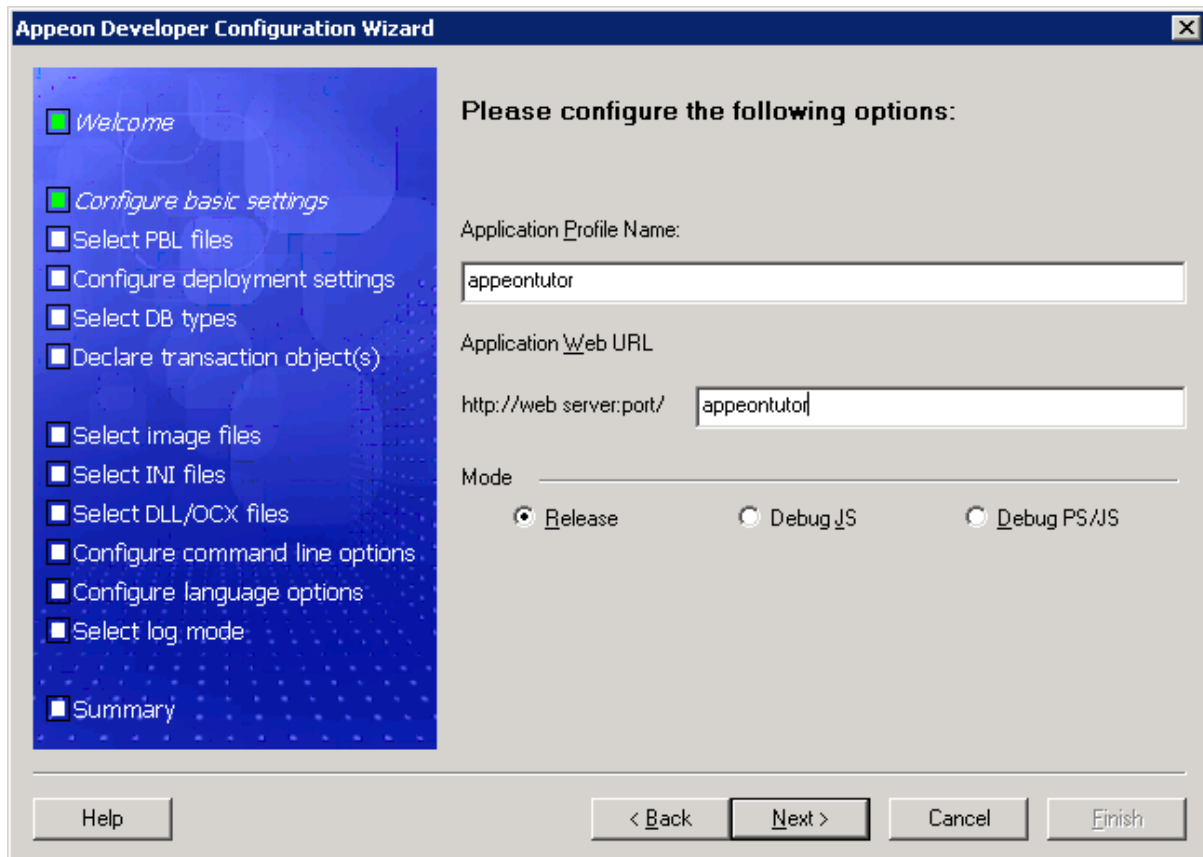 Appeon Developer Configuration Wizard
Welcome
Configure basic settings
Select PBL files
Configure deployment settings
Select DB types
Declare transaction object(s)
Select image files
Select INI files
Select DLL/OCX files
Configure command line options
Configure language options
Select log mode
Summary
Please configure the following options:
Application Profile Name:
appeontutor
Application Web URL
http://web server:port/ appeontutor
Mode
Release Debug JS Debug PS/JS
Help < Back Next > Cancel Finish